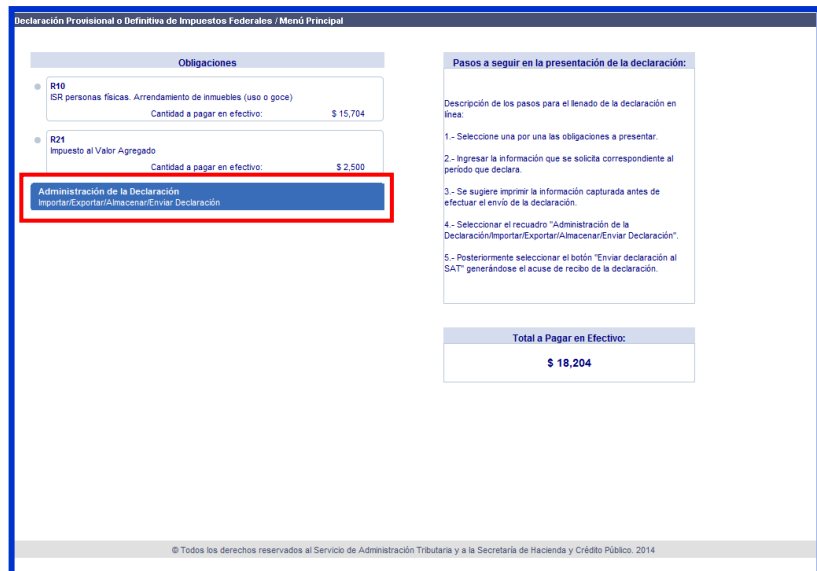 Declaración Provisional o Definitiva de Impuestos Federales / Menú Principal
Obligaciones
R10
ISR personas físicas. Arrendamiento de inmuebles (uso o goce)
Cantidad a pagar en efectivo: $ 15,704
R21
Impuesto al Valor Agregado
Cantidad a pagar en efectivo: $ 2,500
Administración de la Declaración
Importar/Exportar/Almacenar/Enviar Declaración
Pasos a seguir en la presentación de la declaración:
Descripción de los pasos para el llenado de la declaración en
línea:
1.- Seleccione una por una las obligaciones a presentar.
2.- Ingresar la información que se solicita correspondiente al
período que declara.
3.- Se sugiere imprimir la información capturada antes de
efectuar el envío de la declaración.
4.- Seleccionar el recuadro "Administración de la
Declaración/Importar/Exportar/Almacenar/Enviar Declaración".
5.- Posteriormente seleccionar el botón "Enviar declaración al
SAT" generándose el acuse de recibo de la declaración.
Total a Pagar en Efectivo:
$ 18,204
© Todos los derechos reservados al Servicio de Administración Tributaria y a la Secretaría de Hacienda y Crédito Público. 2014